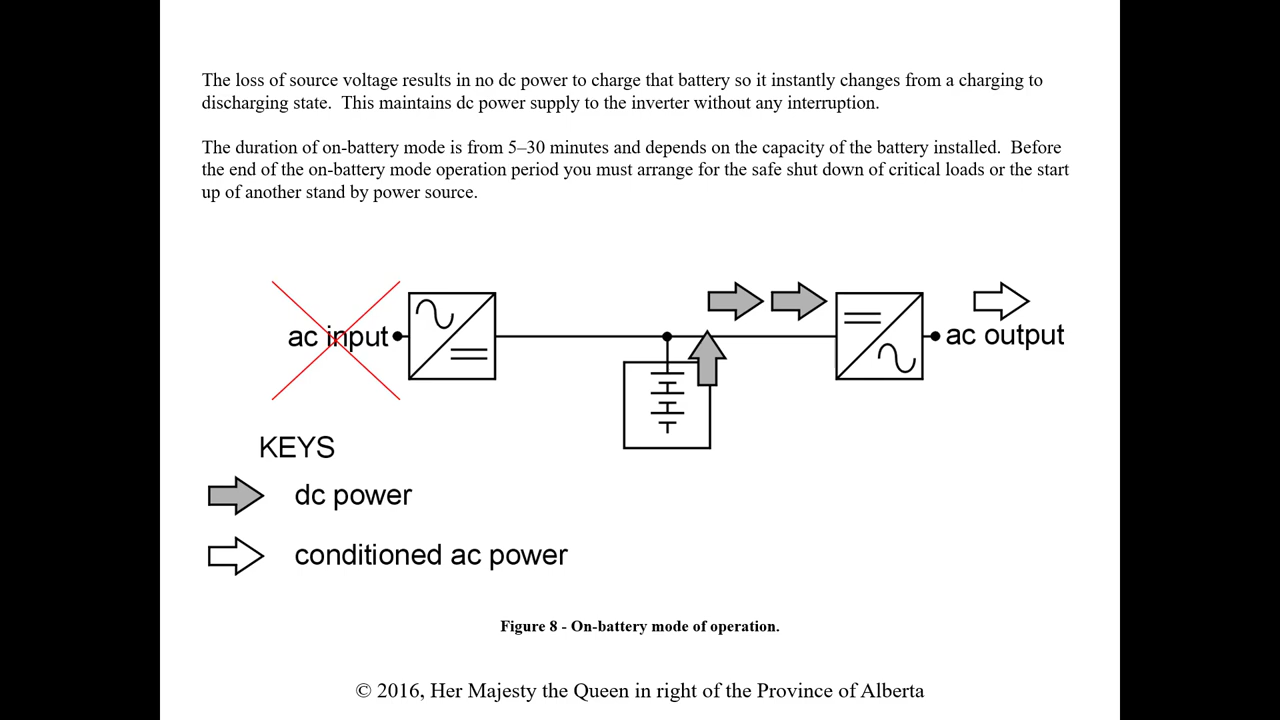 The loss of source voltage results in no dc power to charge that battery so it instantly changes from a charging to
discharging state.  This maintains dc power supply to the inverter without any interruption.
The duration of on-battery mode is from 5–30 minutes and depends on the capacity of the battery installed.  Before
the end of the on-battery mode operation period you must arrange for the safe shut down of critical loads or the start
up of another stand by power source.
ac input
ac output
KEYS
dc power
conditioned ac power
Figure 8 - On-battery mode of operation.
© 2016, Her Majesty the Queen in right of the Province of Alberta